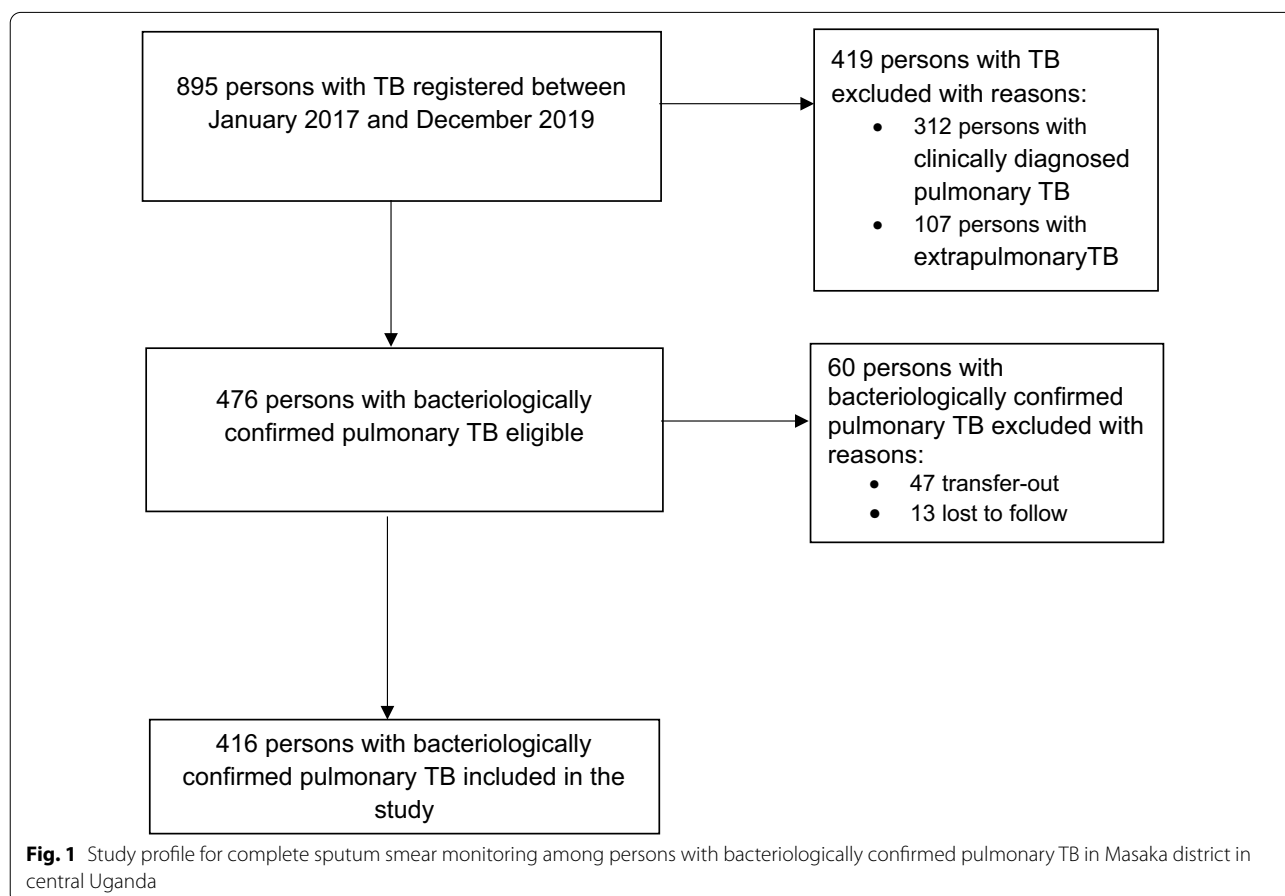 895 persons with TB registered between
January 2017 and December 2019
419 persons with TB
excluded with reasons:
• 312 persons with
clinically diagnosed
pulmonary TB
• 107 persons with
extrapulmonaryTB
476 persons with bacteriologically
confirmed pulmonary TB eligible
60 persons with
bacteriologically confirmed
pulmonary TB excluded with
reasons:
• 47 transfer-out
• 13 lost to follow
416 persons with bacteriologically
confirmed pulmonary TB included in the
study
Fig. 1 Study profile for complete sputum smear monitoring among persons with bacteriologically confirmed pulmonary TB in Masaka district in
central Uganda